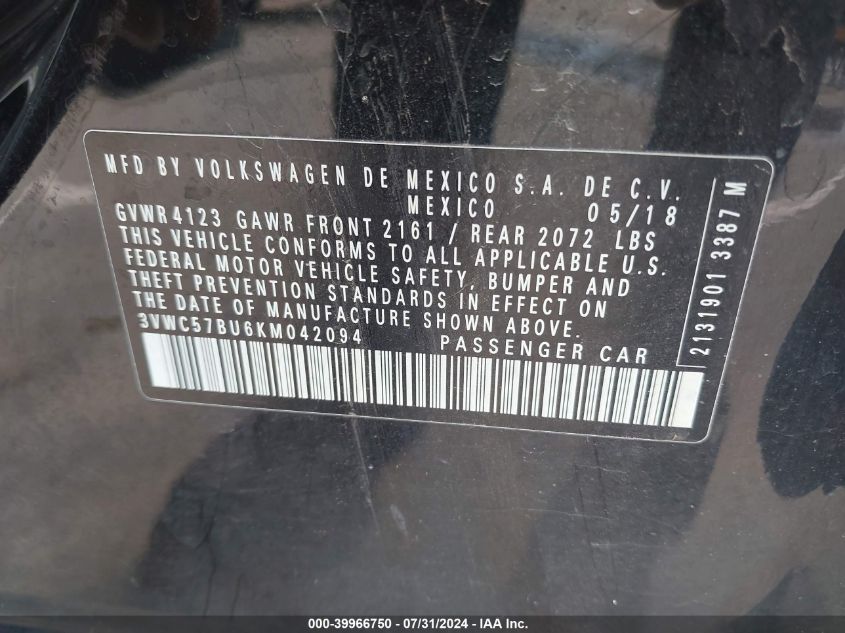 MFD BY VOLKSWAGEN DE MEXICO S.A. DE C.V.
MEXICO 05/18
GVWR 4123 GAWR FRONT 2161 / REAR 2072 LBS
THIS VEHICLE CONFORMS TO ALL APPLICABLE U.S.
FEDERAL MOTOR VEHICLE SAFETY, BUMPER AND
THEFT PREVENTION STANDARDS IN EFFECT ON
THE DATE OF MANUFACTURE SHOWN ABOVE.
3VWC57BU6KM042094 PASSENGER CAR
2131901 3387 M
000-39966750 - 07/31/2024 - IAA Inc.